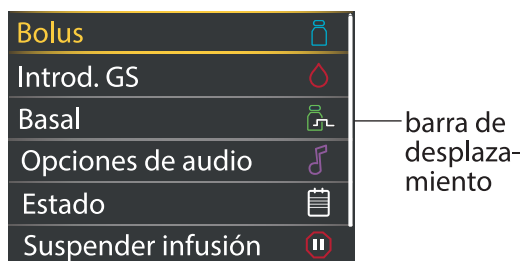 Bolus
Introd. GS
Basal
Opciones de audio
Estado
Suspender infusión
barra de
desplaza-
miento